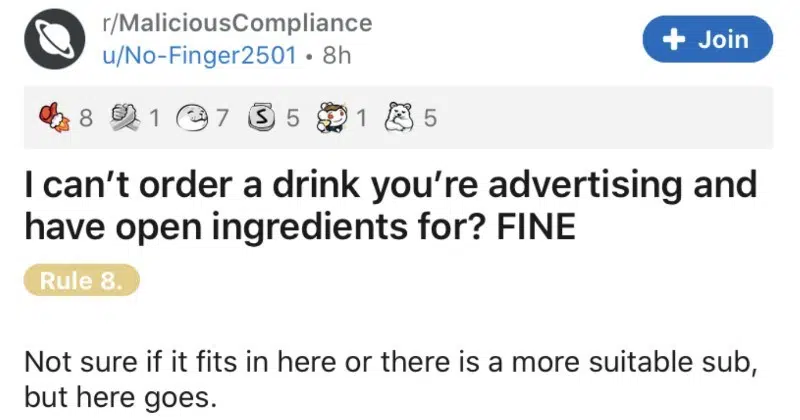 r/MaliciousCompliance
u/No-Finger2501 • 8h
+ Join
8 1 7 S 5 1 5
I can’t order a drink you’re advertising and
have open ingredients for? FINE
Rule 8.
Not sure if it fits in here or there is a more suitable sub,
but here goes.